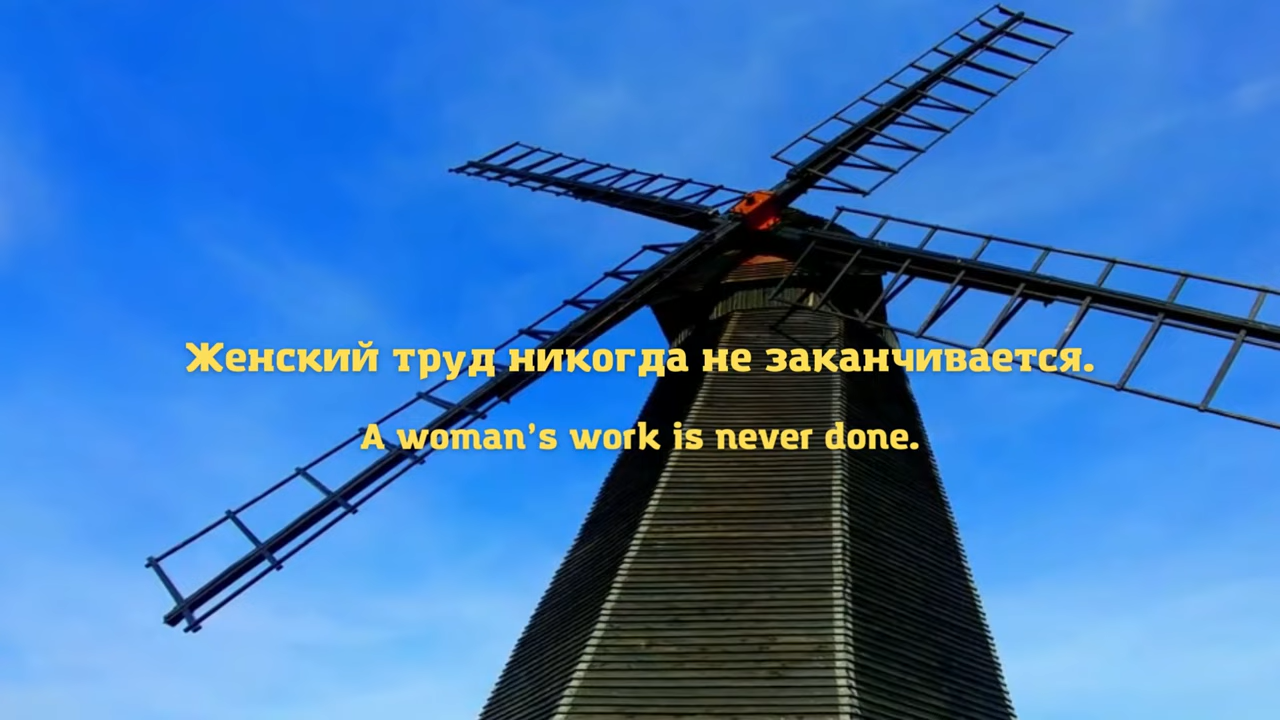 Женский труд никогда не заканчивается.
A woman's work is never done.